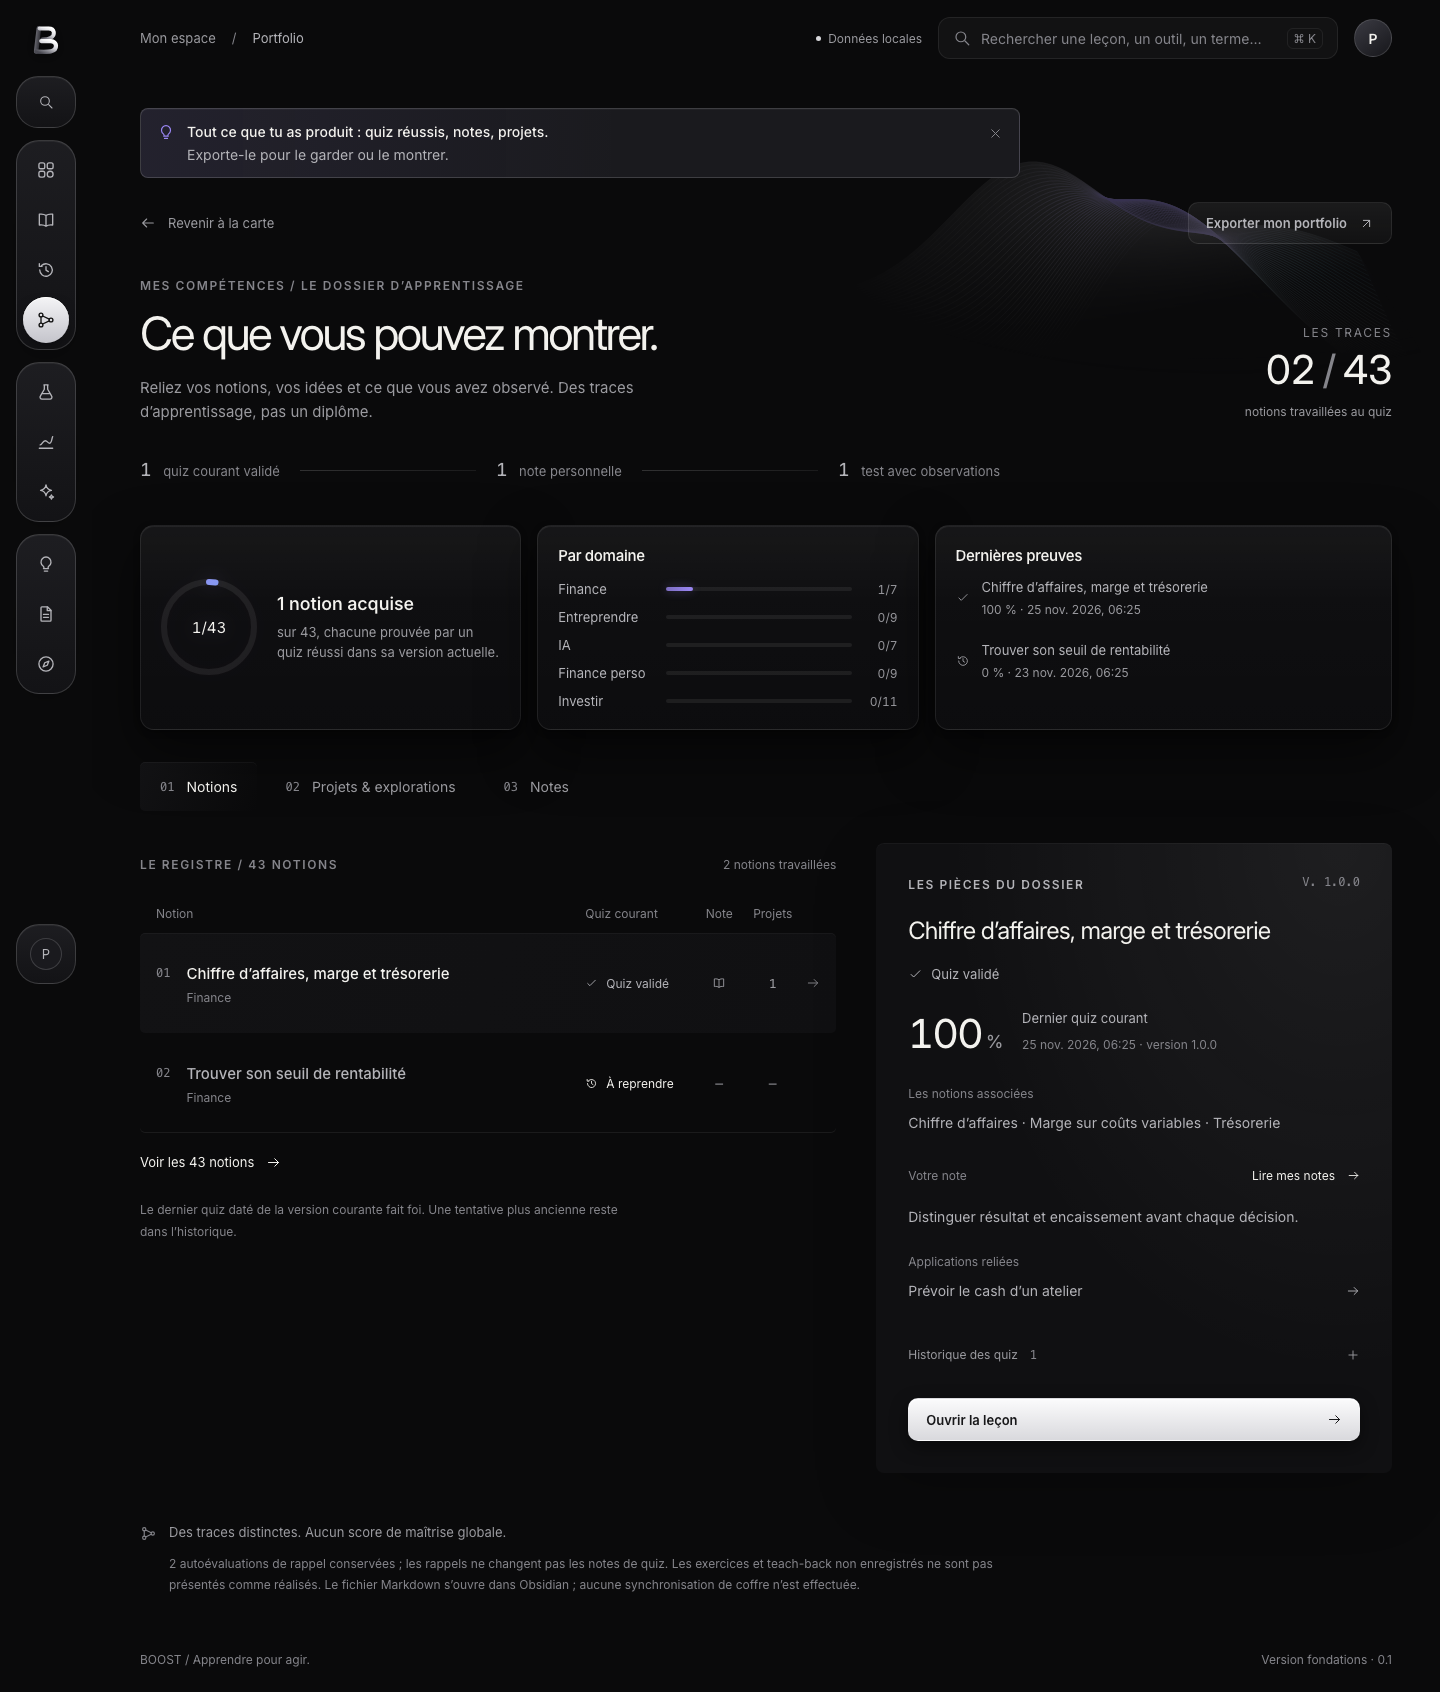 B
Mon espace / Portfolio
Données locales
Rechercher une leçon, un outil, un terme...
⌘ K
P
Tout ce que tu as produit : quiz réussis, notes, projets.
Exporte-le pour le garder ou le montrer.
Revenir à la carte
Exporter mon portfolio
MES COMPÉTENCES / LE DOSSIER D’APPRENTISSAGE
Ce que vous pouvez montrer.
Reliez vos notions, vos idées et ce que vous avez observé. Des traces
d’apprentissage, pas un diplôme.
LES TRACES
02 / 43
notions travaillées au quiz
1 quiz courant validé
1 note personnelle
1 test avec observations
1/43
1 notion acquise
sur 43, chacune prouvée par un
quiz réussi dans sa version actuelle.
Par domaine
Finance 1/7
Entreprendre 0/9
IA 0/7
Finance perso 0/9
Investir 0/11
Dernières preuves
Chiffre d’affaires, marge et trésorerie
100 % · 25 nov. 2026, 06:25
Trouver son seuil de rentabilité
0 % · 23 nov. 2026, 06:25
01 Notions
02 Projets & explorations
03 Notes
LE REGISTRE / 43 NOTIONS
2 notions travaillées
Notion Quiz courant Note Projets
01 Chiffre d’affaires, marge et trésorerie
Finance
Quiz validé
1
02 Trouver son seuil de rentabilité
Finance
À reprendre
– –
Voir les 43 notions
Le dernier quiz daté de la version courante fait foi. Une tentative plus ancienne reste
dans l’historique.
LES PIÈCES DU DOSSIER
V. 1.0.0
Chiffre d’affaires, marge et trésorerie
Quiz validé
100 %
Dernier quiz courant
25 nov. 2026, 06:25 · version 1.0.0
Les notions associées
Chiffre d’affaires · Marge sur coûts variables · Trésorerie
Votre note
Lire mes notes
Distinguer résultat et encaissement avant chaque décision.
Applications reliées
Prévoir le cash d’un atelier
Historique des quiz 1
Ouvrir la leçon
P
Des traces distinctes. Aucun score de maîtrise globale.
2 autoévaluations de rappel conservées ; les rappels ne changent pas les notes de quiz. Les exercices et teach-back non enregistrés ne sont pas
présentés comme réalisés. Le fichier Markdown s’ouvre dans Obsidian ; aucune synchronisation de coffre n’est effectuée.
BOOST / Apprendre pour agir.
Version fondations · 0.1